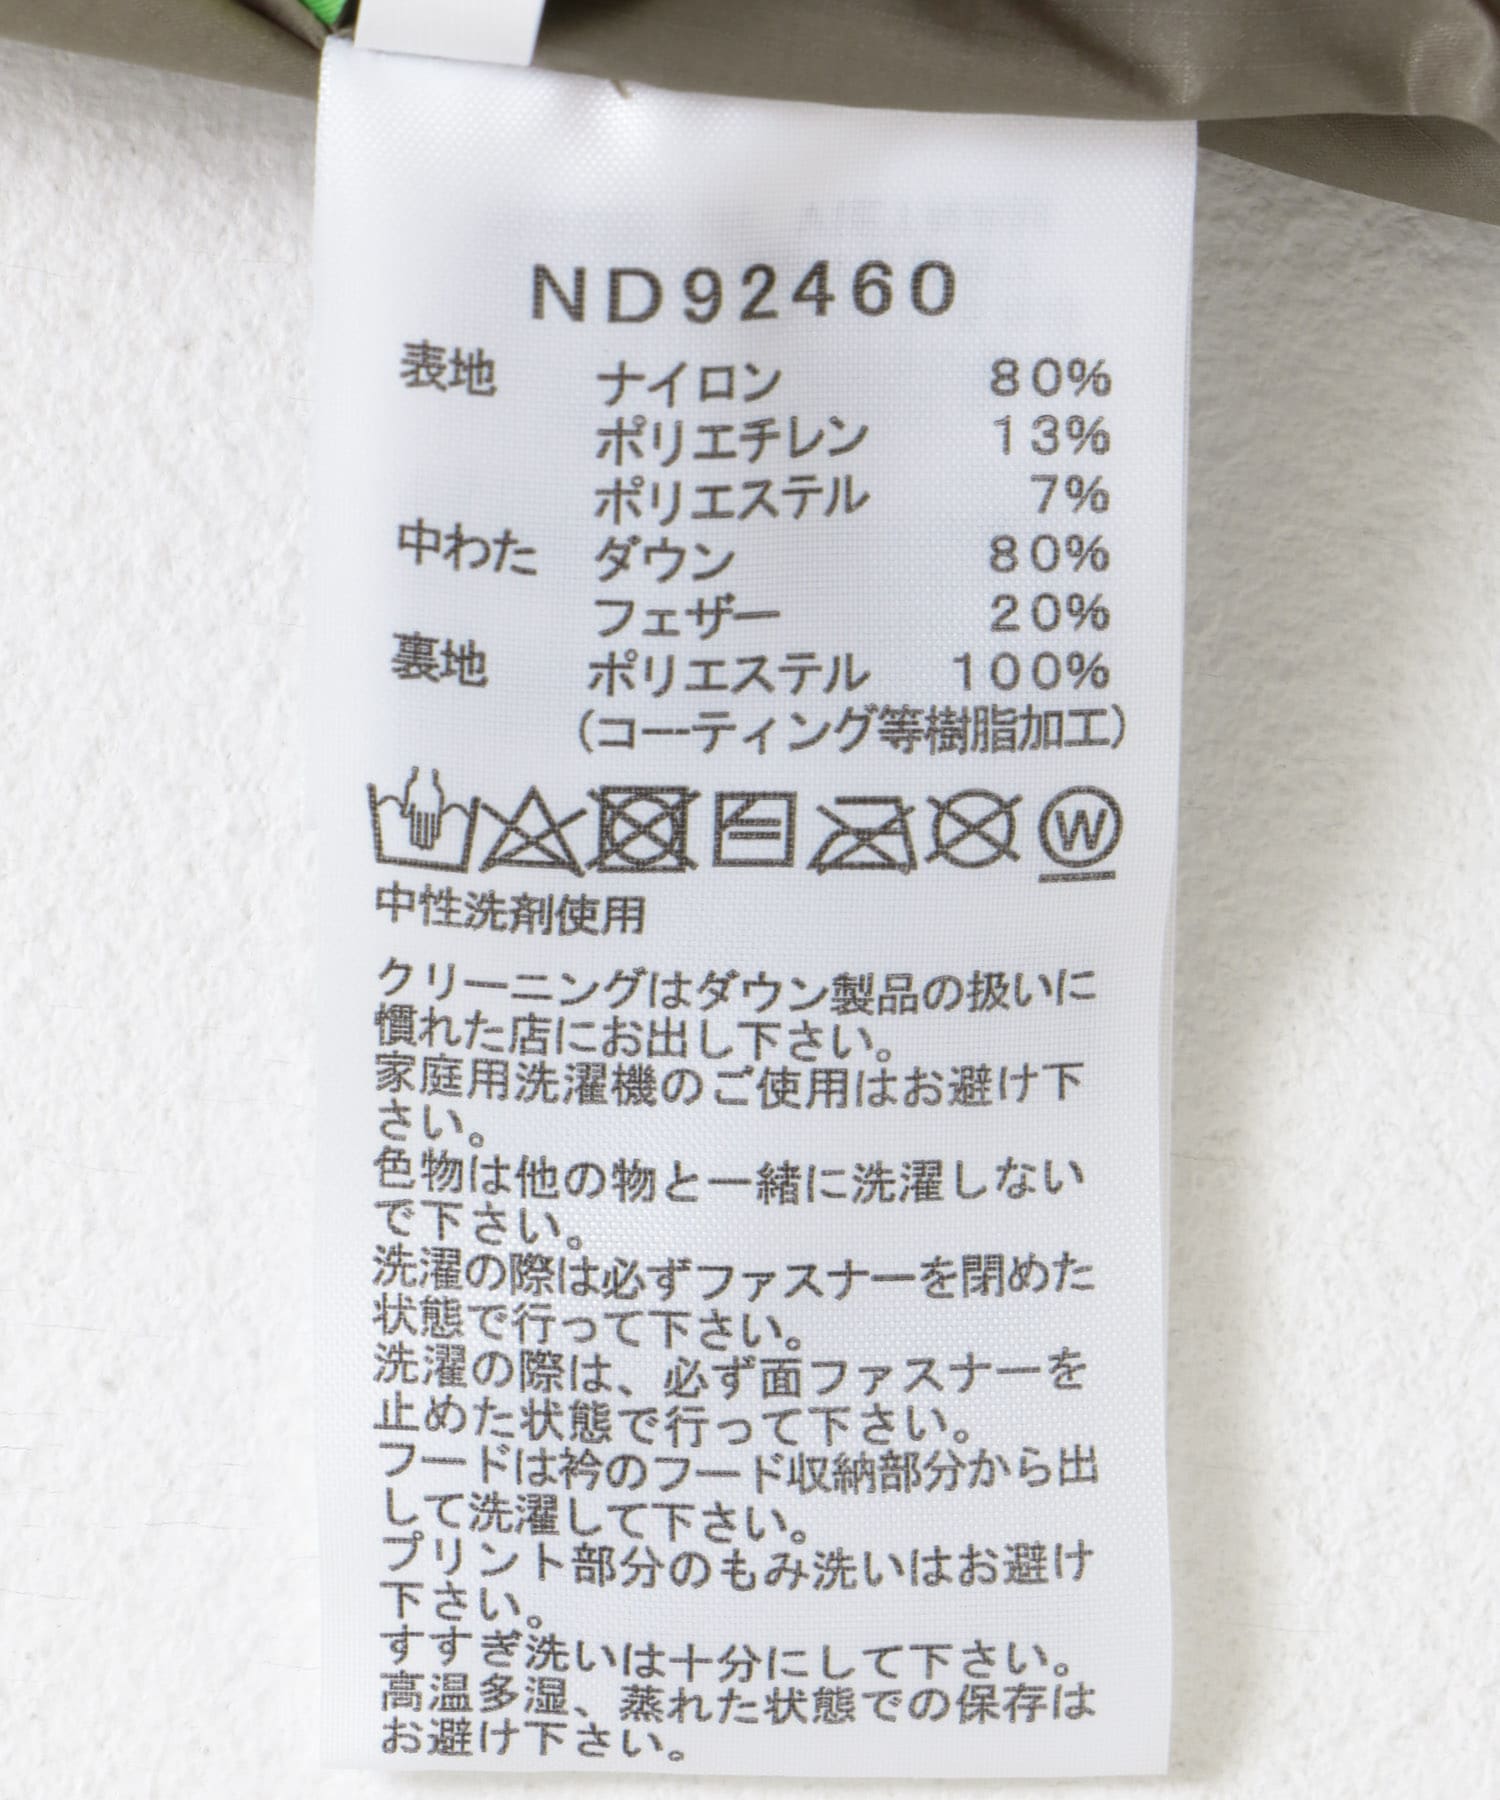 ND92460
表地 ナイロン 80%
ポリエチレン 13%
ポリエステル 7%
中わた ダウン 80%
フェザー 20%
裏地 ポリエステル 100%
(コーティング等樹脂加工)
W
中性洗剤使用
クリーニングはダウン製品の扱いに
慣れた店にお出し下さい。
家庭用洗濯機のご使用はお避け下
さい。
色物は他の物と一緒に洗濯しない
で下さい。
洗濯の際は必ずファスナーを閉めた
状態で行って下さい。
洗濯の際は、必ず面ファスナーを
止めた状態で行って下さい。
フードは衿のフード収納部分から出
して洗濯して下さい。
プリント部分のもみ洗いはお避け
下さい。
すすぎ洗いは十分にして下さい。
高温多湿、蒸れた状態での保存は
お避け下さい。